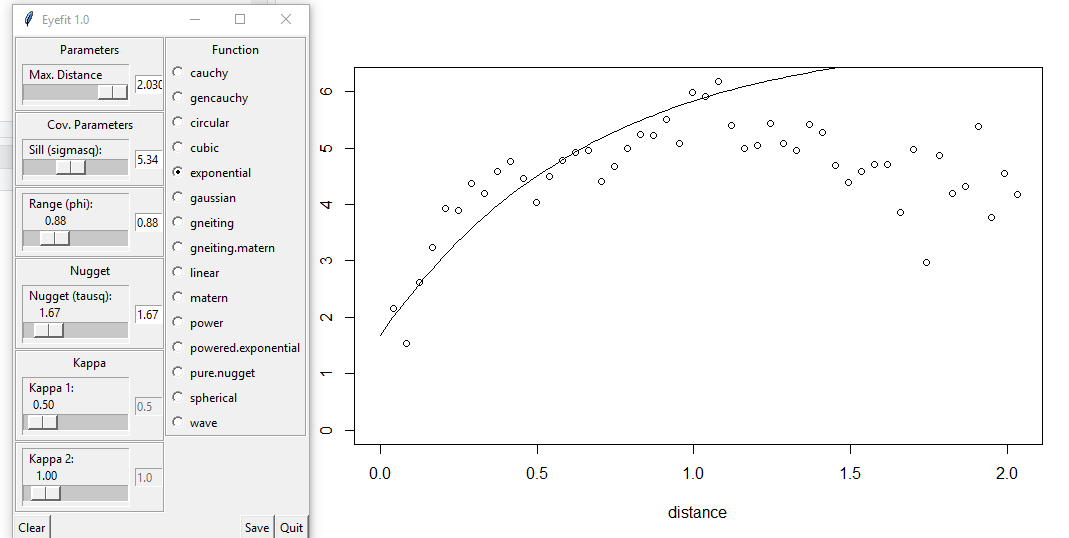 Eyefit 1.0
Parameters
Max. Distance
2.030
Cov. Parameters
Sill (sigmasq):
5.34
Range (phi):
0.88
0.88
Nugget
Nugget (tausq):
1.67
1.67
Kappa
Kappa 1:
0.50
0.5
Kappa 2:
1.00
1.0
Clear
Save
Quit
Function
cauchy
gencauchy
circular
cubic
exponential
gaussian
gneiting
gneiting.matern
linear
matern
power
powered.exponential
pure.nugget
spherical
wave
6
5
4
3
2
1
0
0.0 0.5 1.0 1.5 2.0
distance